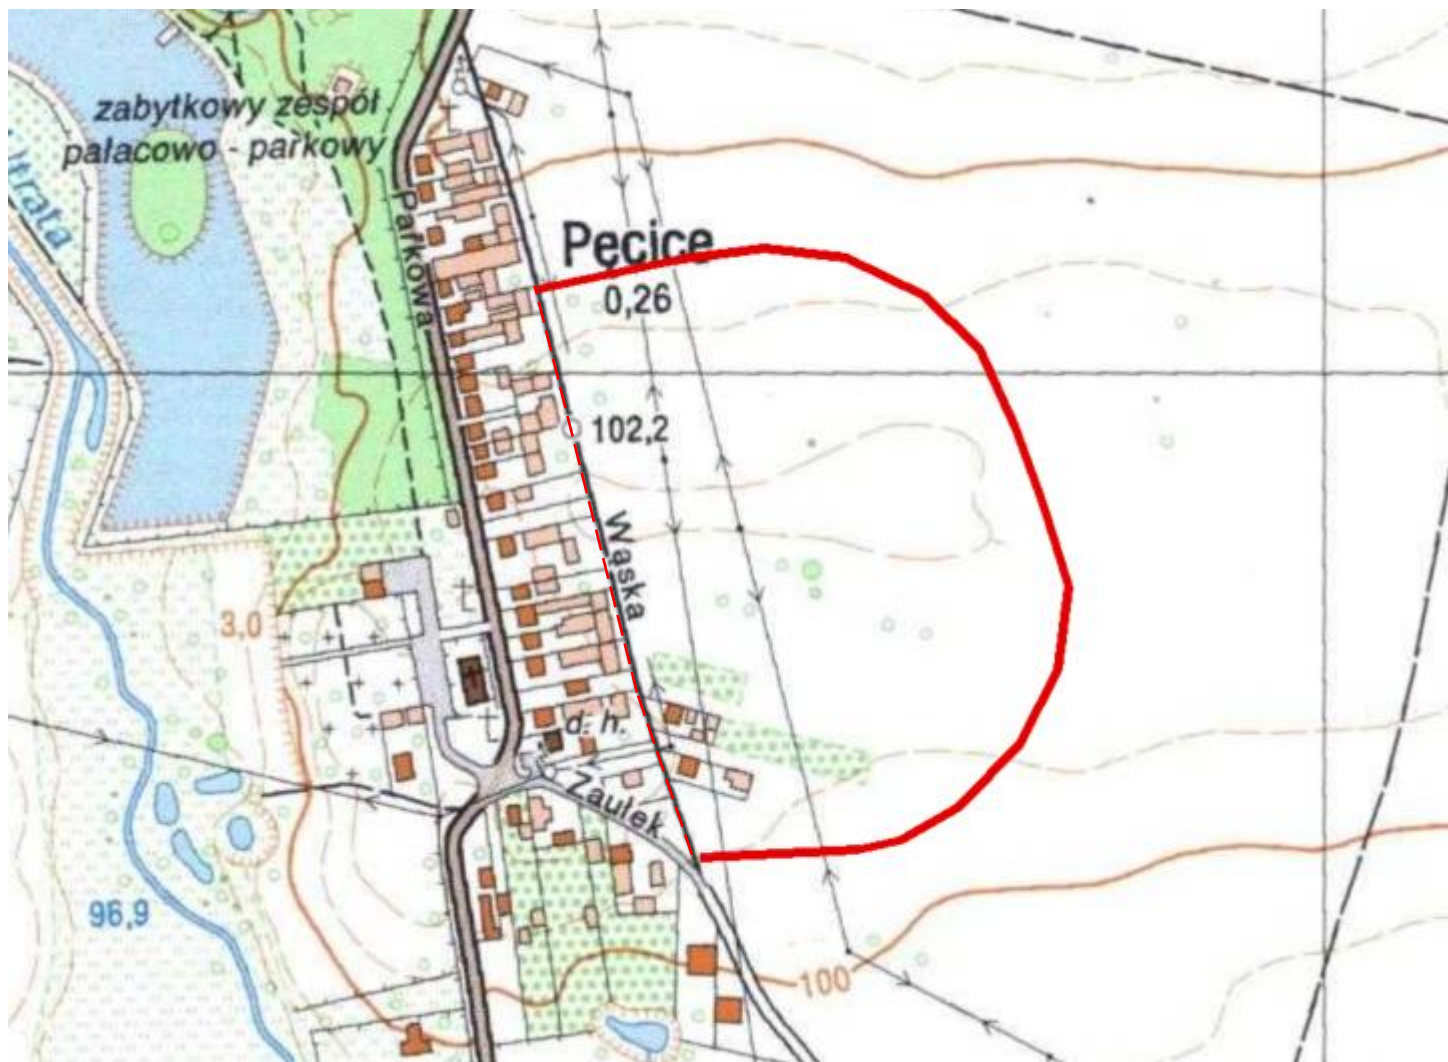 zabytkowy zespół
pałacowo - parkowy
Utrata
Parkowa
Pęcice
0,26
102,2
Wąska
3,0
d. h.
Zaułek
96,9
100